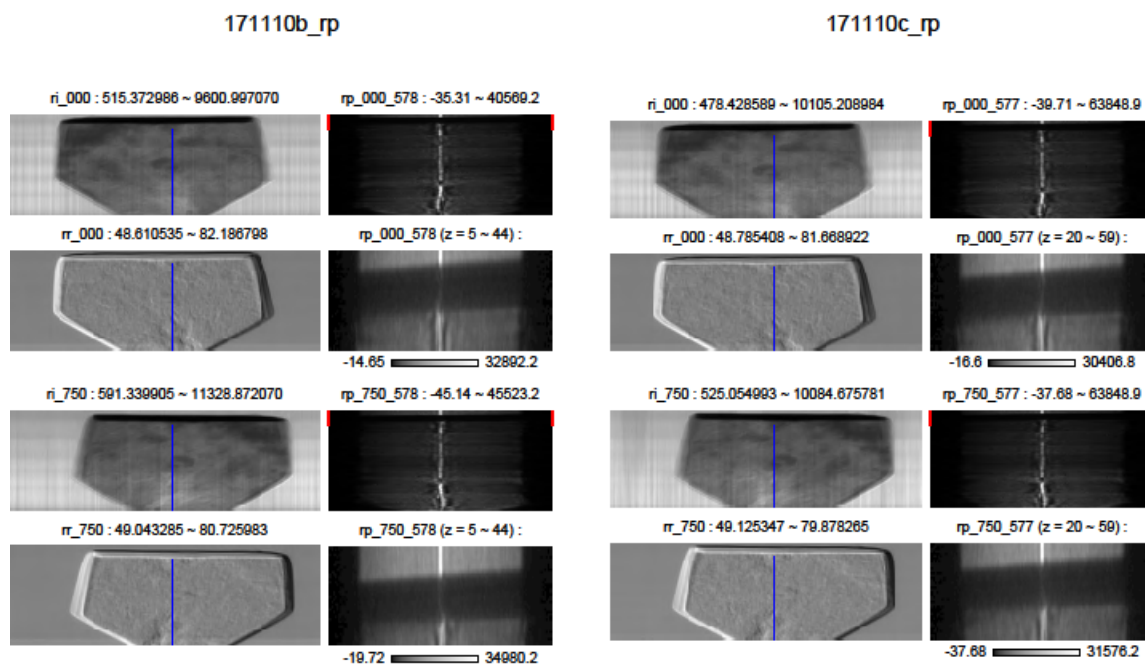 171110b_rp
ri_000 : 515.372986 ~ 9600.997070
rp_000_578 : -35.31 ~ 40569.2
rr_000 : 48.610535 ~ 82.186798
rp_000_578 (z = 5 ~ 44) :
-14.65 32892.2
ri_750 : 591.339905 ~ 11328.872070
rp_750_578 : -45.14 ~ 45523.2
rr_750 : 49.043285 ~ 80.725983
rp_750_578 (z = 5 ~ 44) :
-19.72 34980.2
171110c_rp
ri_000 : 478.428589 ~ 10105.208984
rp_000_577 : -39.71 ~ 63848.9
rr_000 : 48.785408 ~ 81.668922
rp_000_577 (z = 20 ~ 59) :
-16.6 30406.8
ri_750 : 525.054993 ~ 10084.675781
rp_750_577 : -37.68 ~ 63848.9
rr_750 : 49.125347 ~ 79.878265
rp_750_577 (z = 20 ~ 59) :
-37.68 31576.2